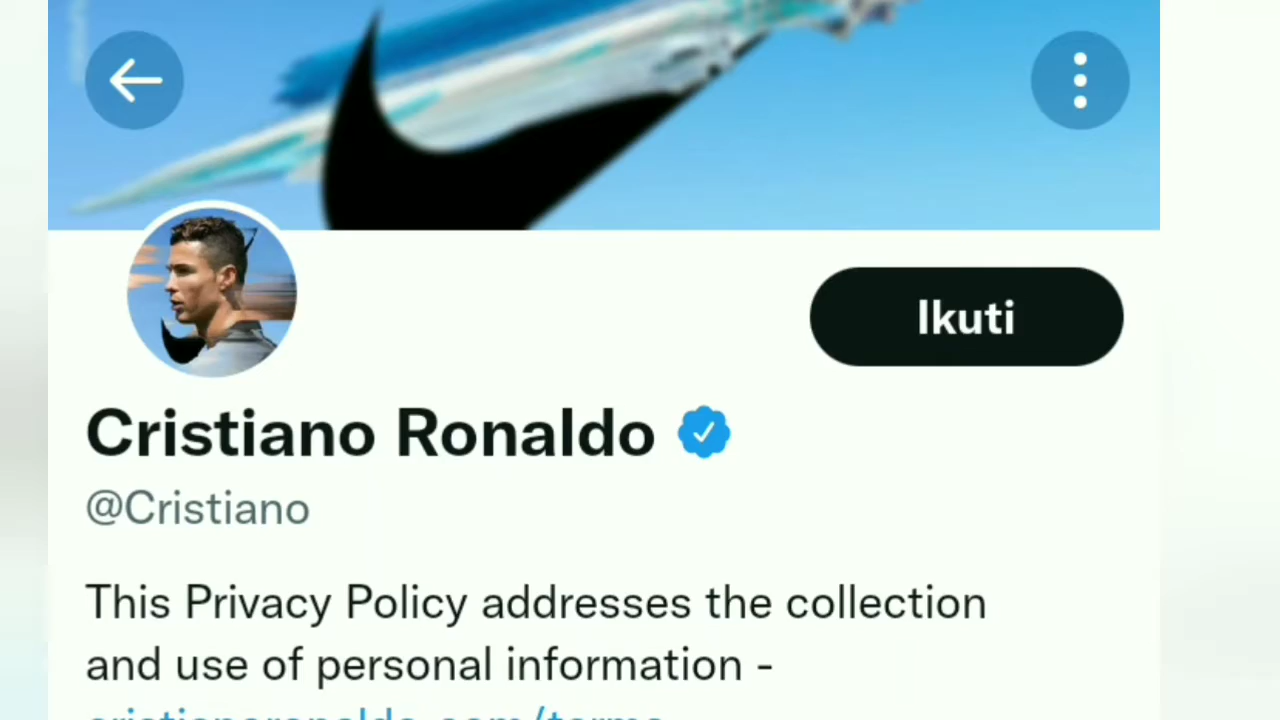 Ikuti
Cristiano Ronaldo
@Cristiano
This Privacy Policy addresses the collection
and use of personal information -